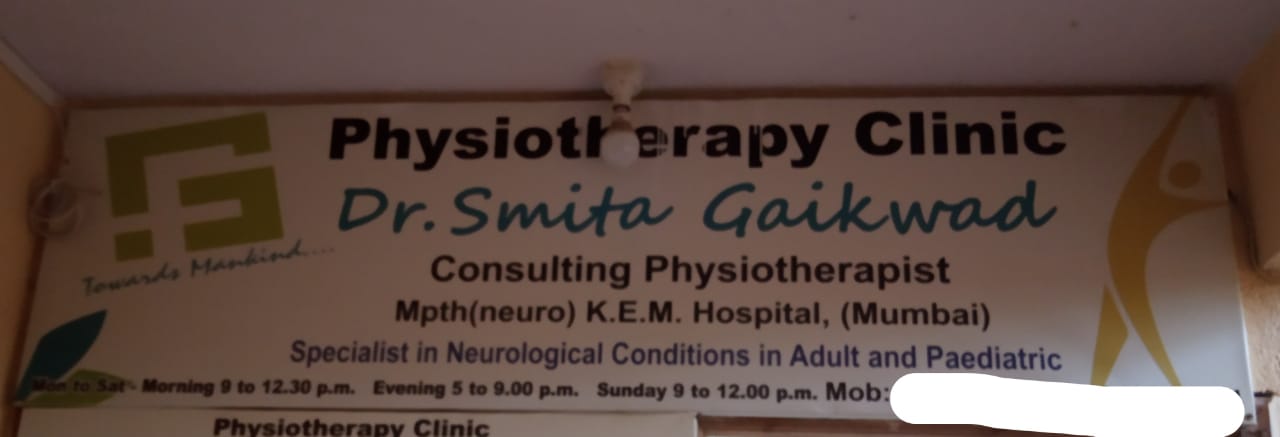 Physiotherapy Clinic
Dr. Smita Gaikwad
Towards Mankind....
Consulting Physiotherapist
Mpth(neuro) K.E.M. Hospital, (Mumbai)
Specialist in Neurological Conditions in Adult and Paediatric
Mon to Sat - Morning 9 to 12.30 p.m. Evening 5 to 9.00 p.m. Sunday 9 to 12.00 p.m. Mob:
Physiotherapy Clinic